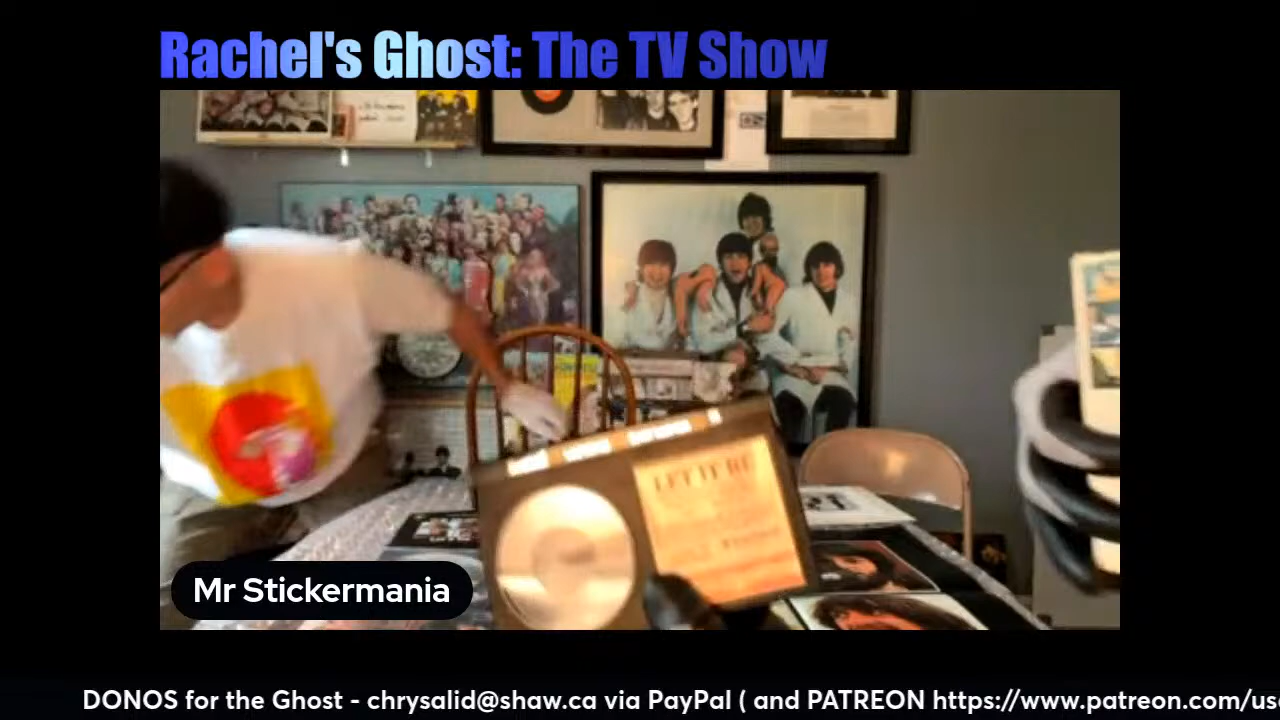 Rachel's Ghost: The TV Show
LET IT BE
Mr Stickermania
DONOS for the Ghost - chrysalid@shaw.ca via PayPal ( and PATREON https://www.patreon.com/us